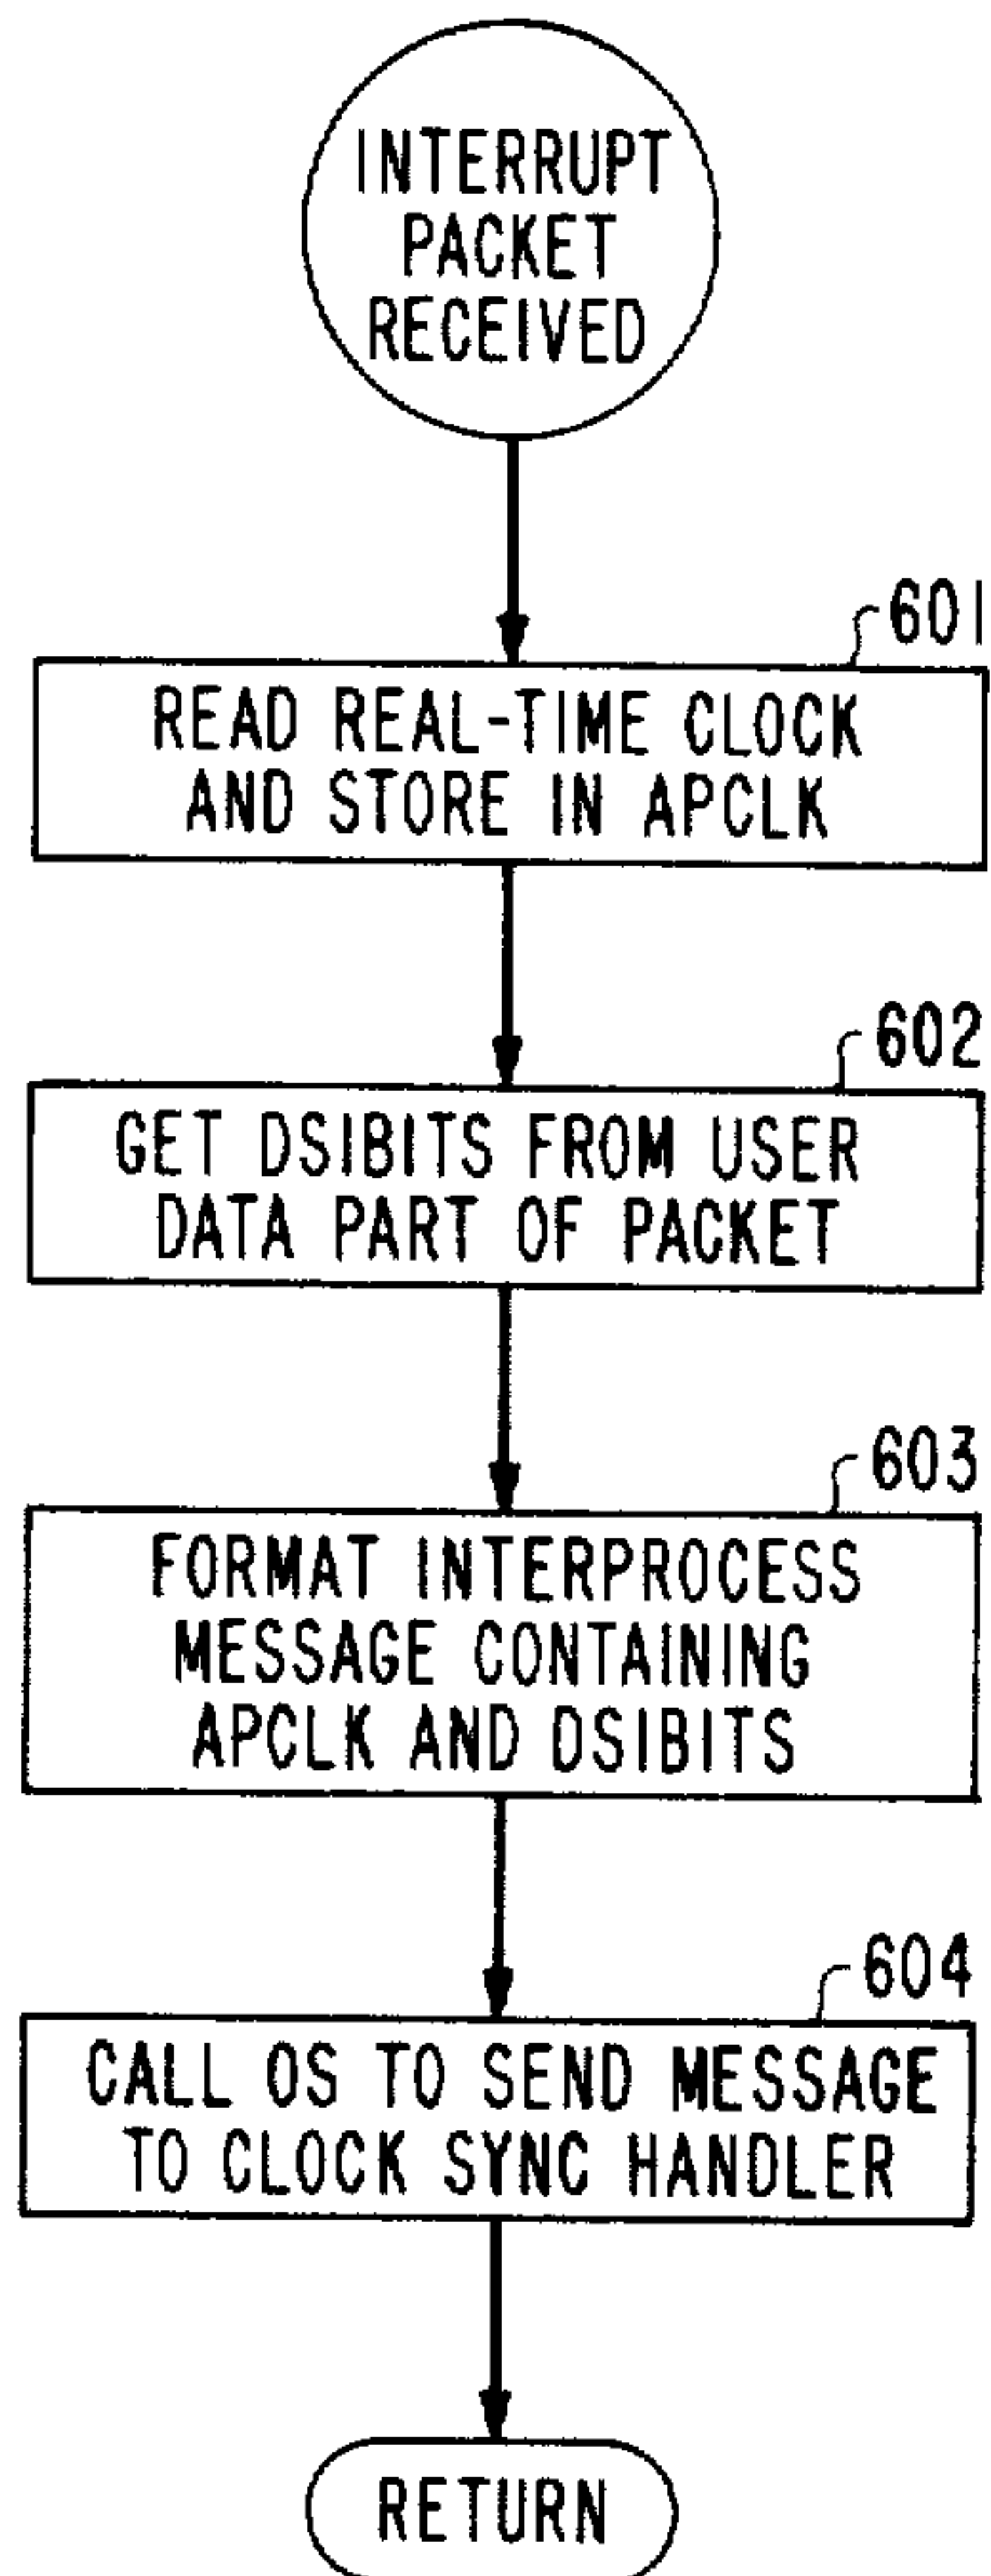 INTERRUPT
PACKET
RECEIVED
601
READ REAL-TIME CLOCK
AND STORE IN APCLK
602
GET DSIBITS FROM USER
DATA PART OF PACKET
603
FORMAT INTERPROCESS
MESSAGE CONTAINING
APCLK AND DSIBITS
604
CALL OS TO SEND MESSAGE
TO CLOCK SYNC HANDLER
RETURN